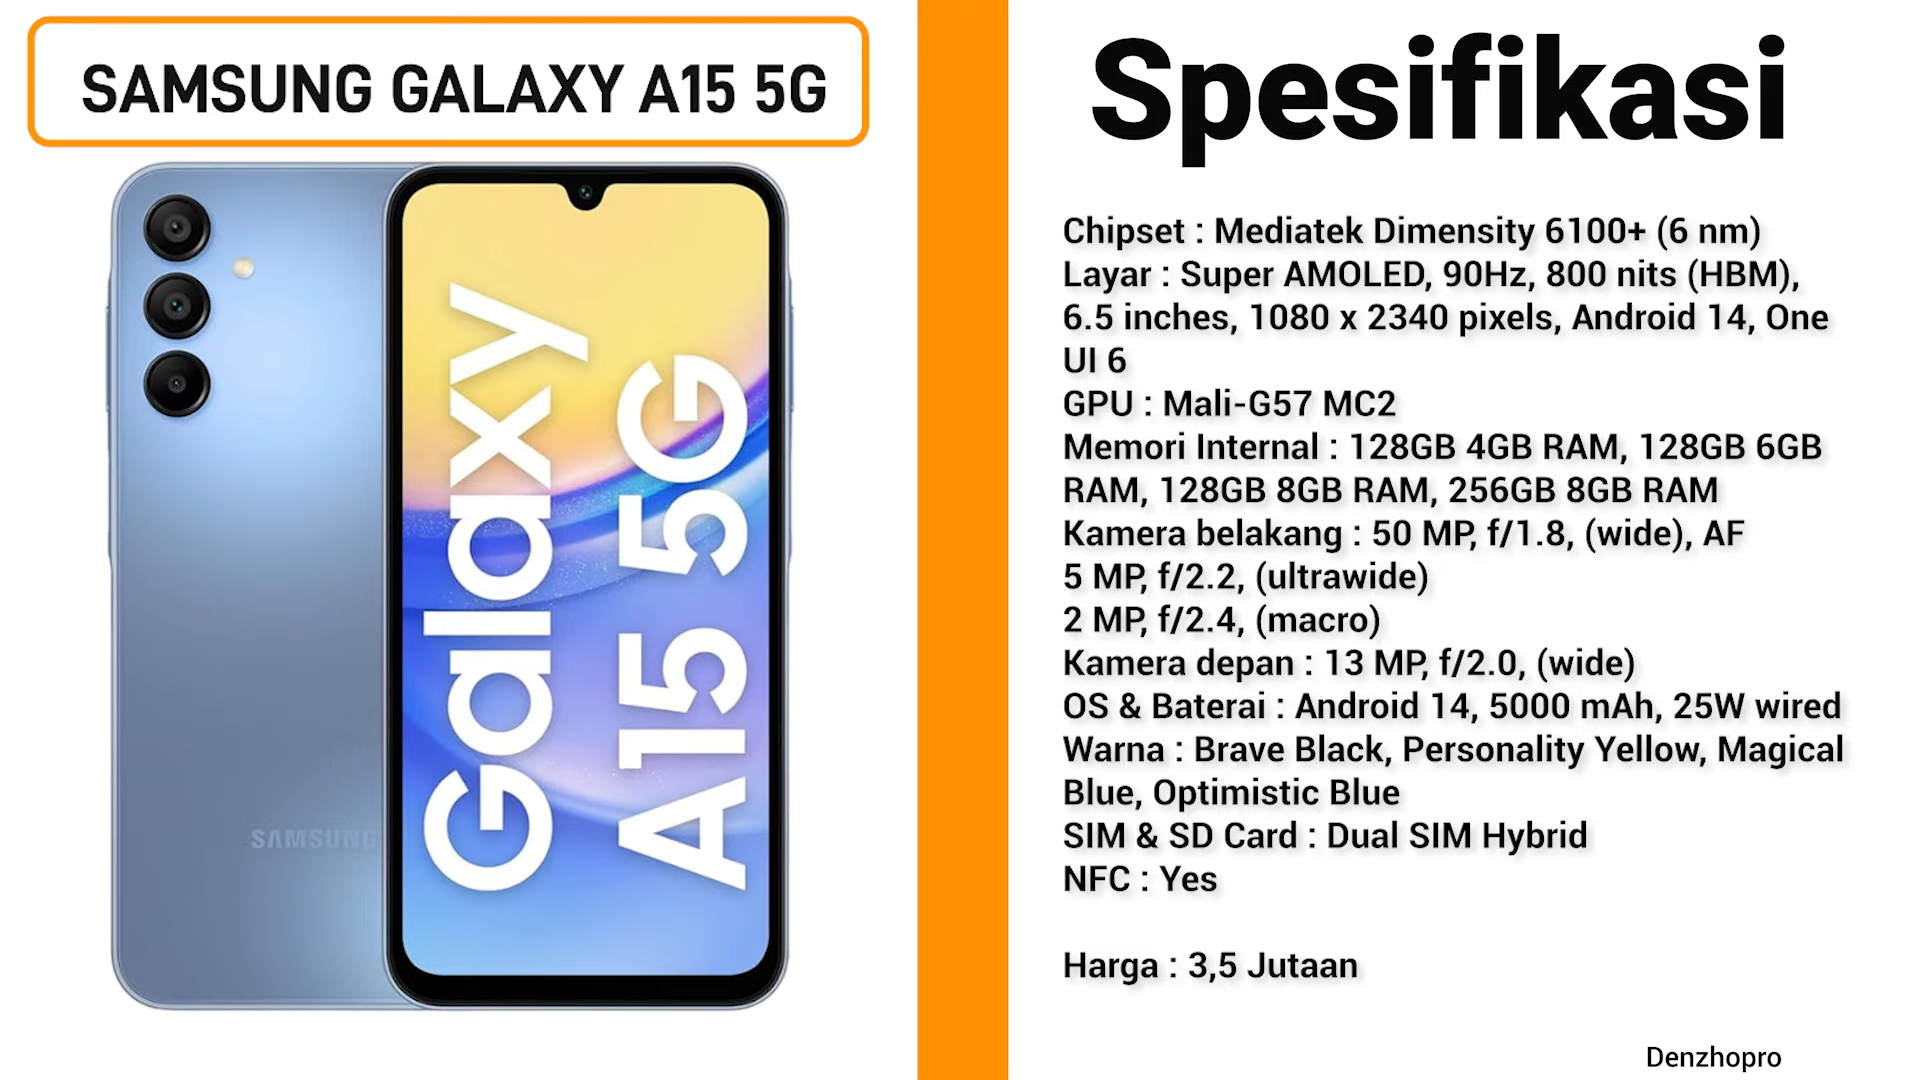 SAMSUNG GALAXY A15 5G
SAMSUNG
Galaxy
A15 5G
Spesifikasi
Chipset : Mediatek Dimensity 6100+ (6 nm)
Layar : Super AMOLED, 90Hz, 800 nits (HBM),
6.5 inches, 1080 x 2340 pixels, Android 14, One
UI 6
GPU : Mali-G57 MC2
Memori Internal : 128GB 4GB RAM, 128GB 6GB
RAM, 128GB 8GB RAM, 256GB 8GB RAM
Kamera belakang : 50 MP, f/1.8, (wide), AF
5 MP, f/2.2, (ultrawide)
2 MP, f/2.4, (macro)
Kamera depan : 13 MP, f/2.0, (wide)
OS & Baterai : Android 14, 5000 mAh, 25W wired
Warna : Brave Black, Personality Yellow, Magical
Blue, Optimistic Blue
SIM & SD Card : Dual SIM Hybrid
NFC : Yes
Harga : 3,5 Jutaan
Denzhopro